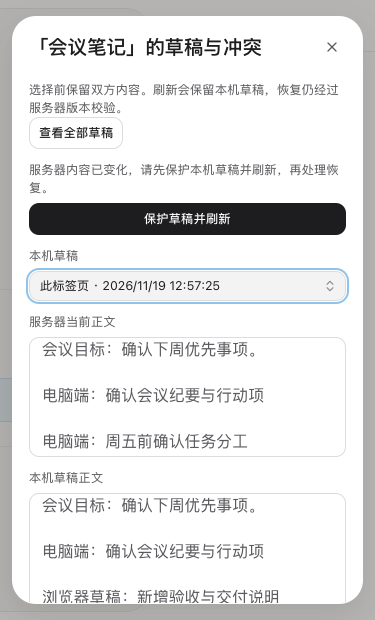 「会议笔记」的草稿与冲突
选择前保留双方内容。刷新会保留本机草稿，恢复仍经过
服务器版本校验。
查看全部草稿
服务器内容已变化，请先保护本机草稿并刷新，再处理恢
复。
保护草稿并刷新
本机草稿
此标签页 · 2026/11/19 12:57:25
服务器当前正文
会议目标：确认下周优先事项。
电脑端：确认会议纪要与行动项
电脑端：周五前确认任务分工
本机草稿正文
会议目标：确认下周优先事项。
电脑端：确认会议纪要与行动项
浏览器草稿：新增验收与交付说明